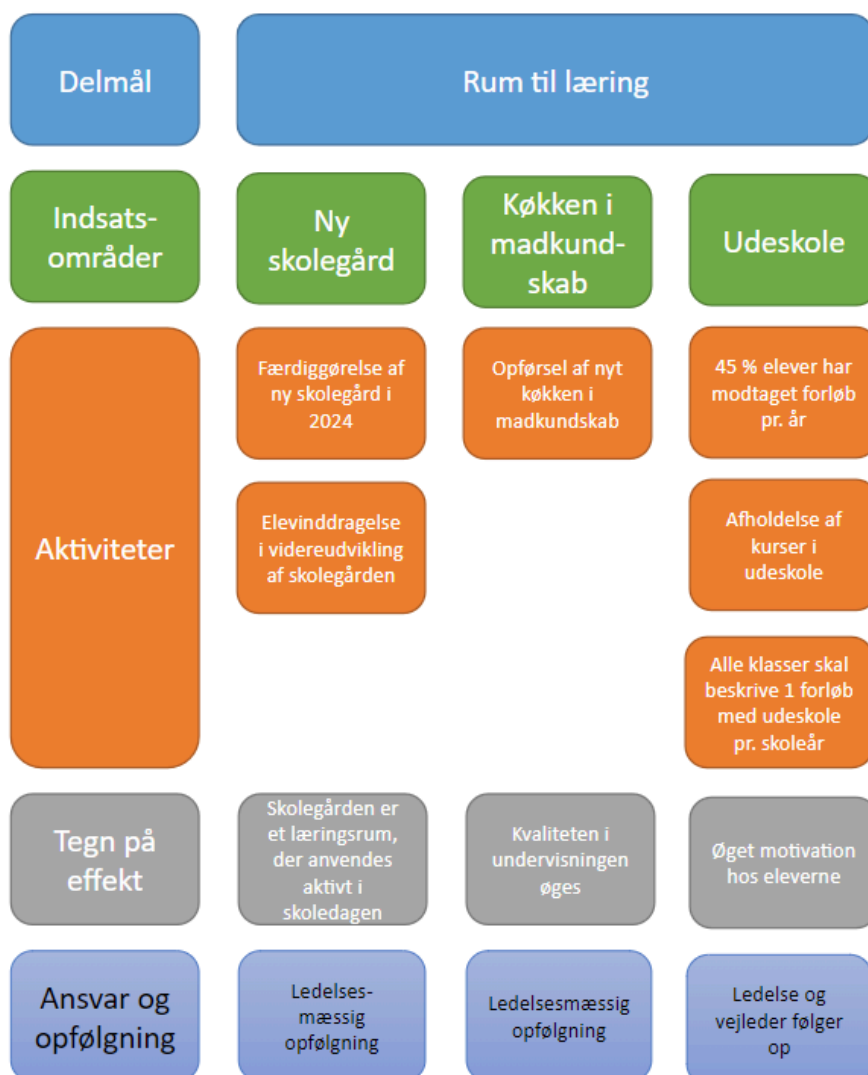 Delmål
Rum til læring
Indsats-
områder
Ny
skolegård
Køkken i
madkund-
skab
Udeskole
Aktiviteter
Færdiggørelse af
ny skolegård i
2024
Opførsel af nyt
køkken i
madkundskab
45 % elever har
modtaget forløb
pr. år
Elevinddragelse
i videreudvikling
af skolegården
Afholdelse af
kurser i
udeskole
Alle klasser skal
beskrive 1 forløb
med udeskole
pr. skoleår
Tegn på
effekt
Skolegården er
et læringsrum,
der anvendes
aktivt i
skoledagen
Kvaliteten i
undervisningen
øges
Øget motivation
hos eleverne
Ansvar og
opfølgning
Ledelses-
mæssig
opfølgning
Ledelsesmæssig
opfølgning
Ledelse og
vejleder følger
op